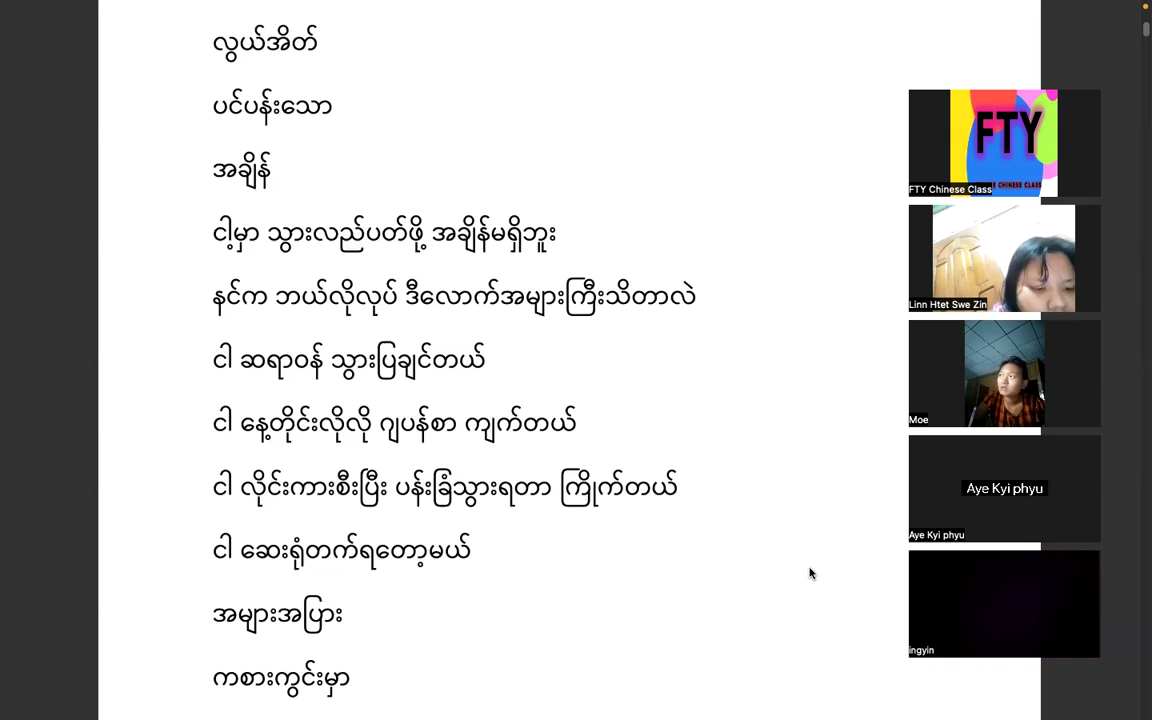 လွယ်အိတ်
ပင်ပန်းသော
အချိန်
ငါ့မှာ သွားလည်ပတ်ဖို့ အချိန်မရှိဘူး
နင်က ဘယ်လိုလုပ် ဒီလောက်အများကြီးသိတာလဲ
ငါ ဆရာဝန် သွားပြချင်တယ်
ငါ နေ့တိုင်းလိုလို ဂျပန်စာ ကျက်တယ်
ငါ လိုင်းကားစီးပြီး ပန်းခြံသွားရတာ ကြိုက်တယ်
ငါ ဆေးရုံတက်ရတော့မယ်
အများအပြား
ကစားကွင်းမှာ
FTY
E CHINESE CLASS
FTY Chinese Class
Linn Htet Swe Zin
Moe
Aye Kyi phyu
Aye Kyi phyu
ingyin